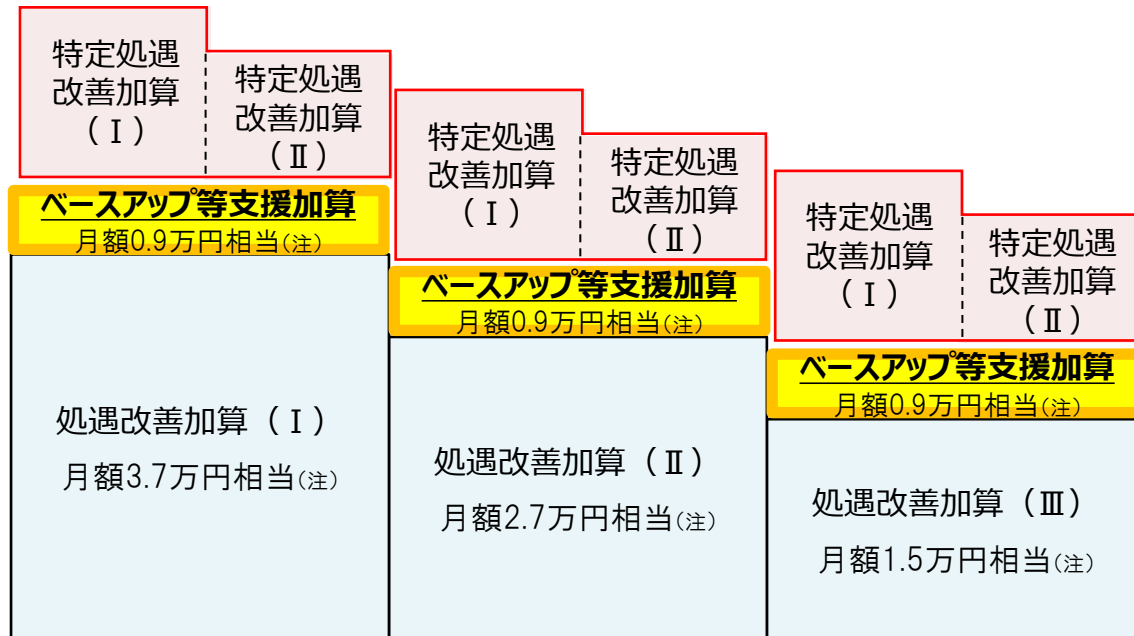 特定処遇
改善加算
（Ⅰ）
特定処遇
改善加算
（Ⅱ）
ベースアップ等支援加算
月額0.9万円相当(注)
処遇改善加算（Ⅰ）
月額3.7万円相当(注)
特定処遇
改善加算
（Ⅰ）
特定処遇
改善加算
（Ⅱ）
ベースアップ等支援加算
月額0.9万円相当(注)
処遇改善加算（Ⅱ）
月額2.7万円相当(注)
特定処遇
改善加算
（Ⅰ）
特定処遇
改善加算
（Ⅱ）
ベースアップ等支援加算
月額0.9万円相当(注)
処遇改善加算（Ⅲ）
月額1.5万円相当(注)